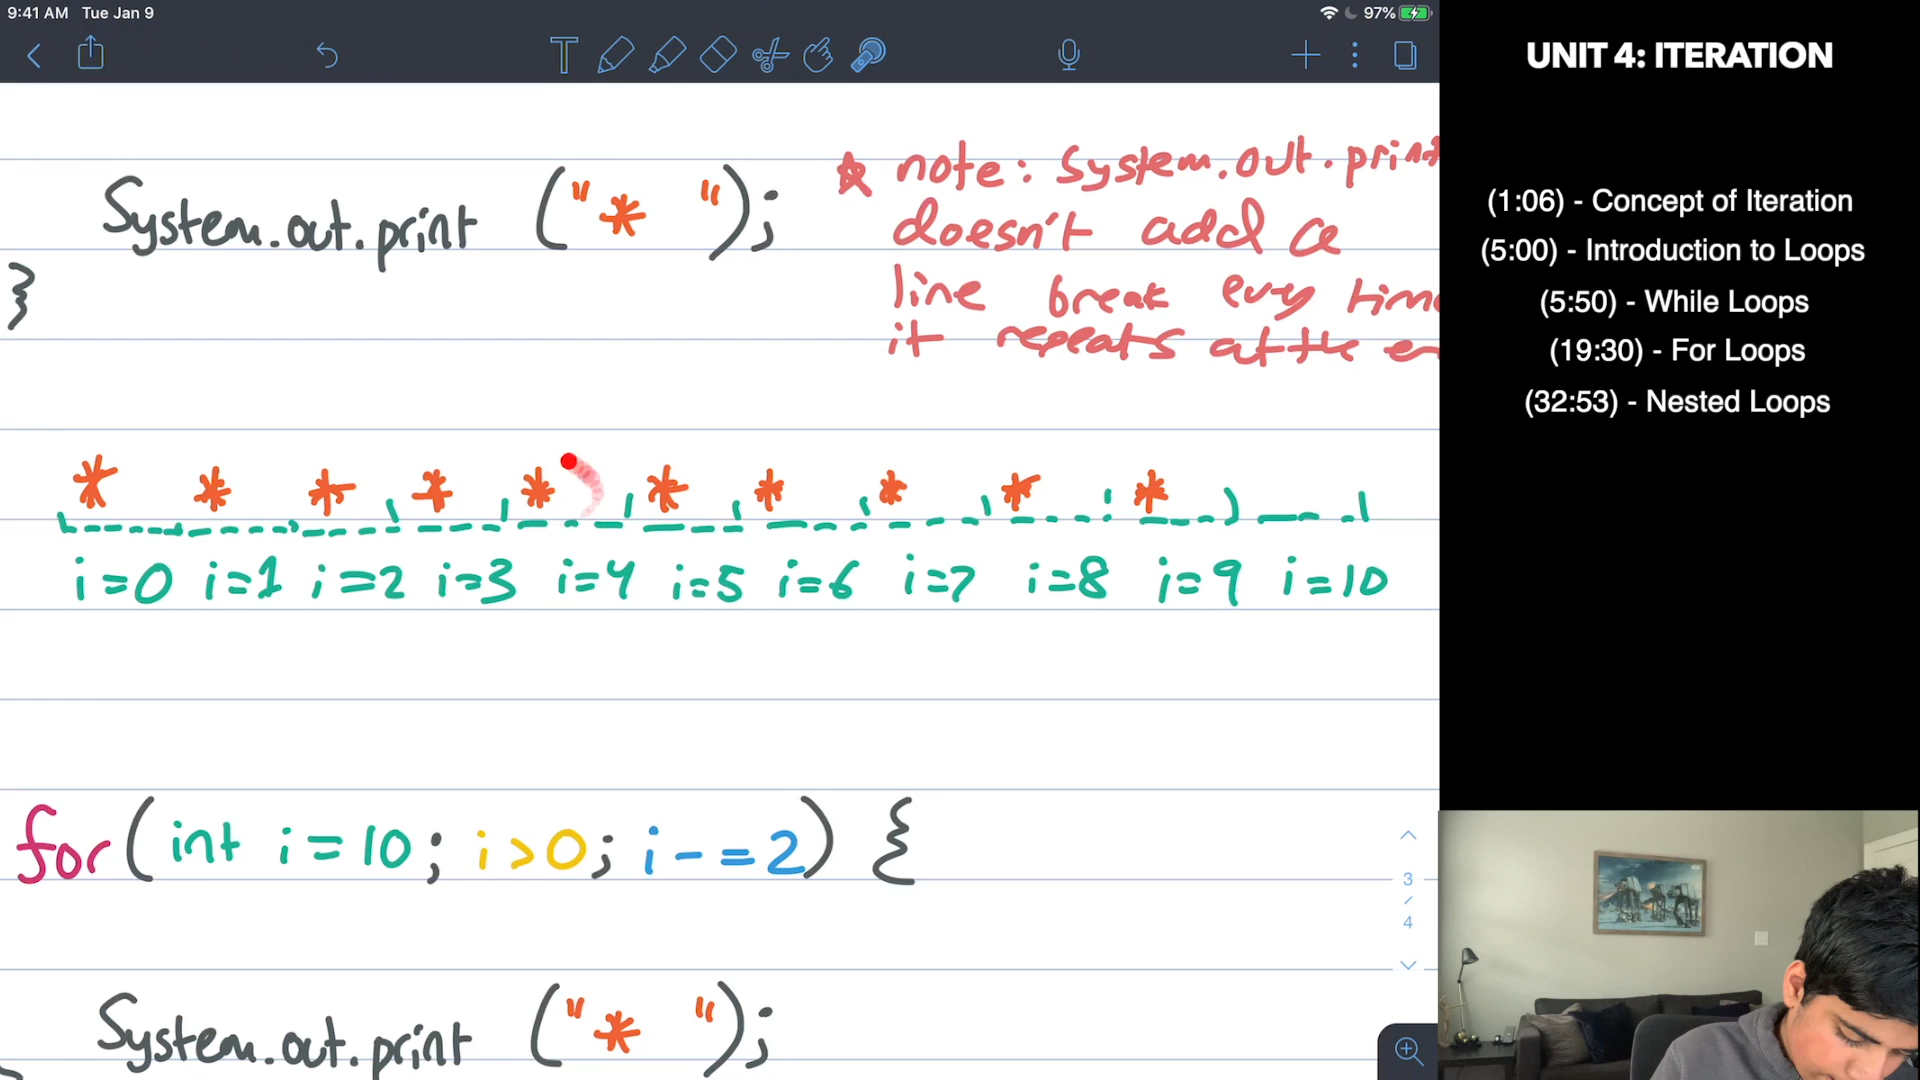 9:41 AM Tue Jan 9
97%
UNIT 4: ITERATION
(1:06) - Concept of Iteration
(5:00) - Introduction to Loops
(5:50) - While Loops
(19:30) - For Loops
(32:53) - Nested Loops
System.out.print ("* ");
}
* note: System.out.print
doesn't add a
line break evry time
it repeats at the en
* * * * * * * * * *
i=0 i=1 i=2 i=3 i=4 i=5 i=6 i=7 i=8 i=9 i=10
for(int i=10; i>0; i-=2) {
3
/
4
System.out.print ("* ");